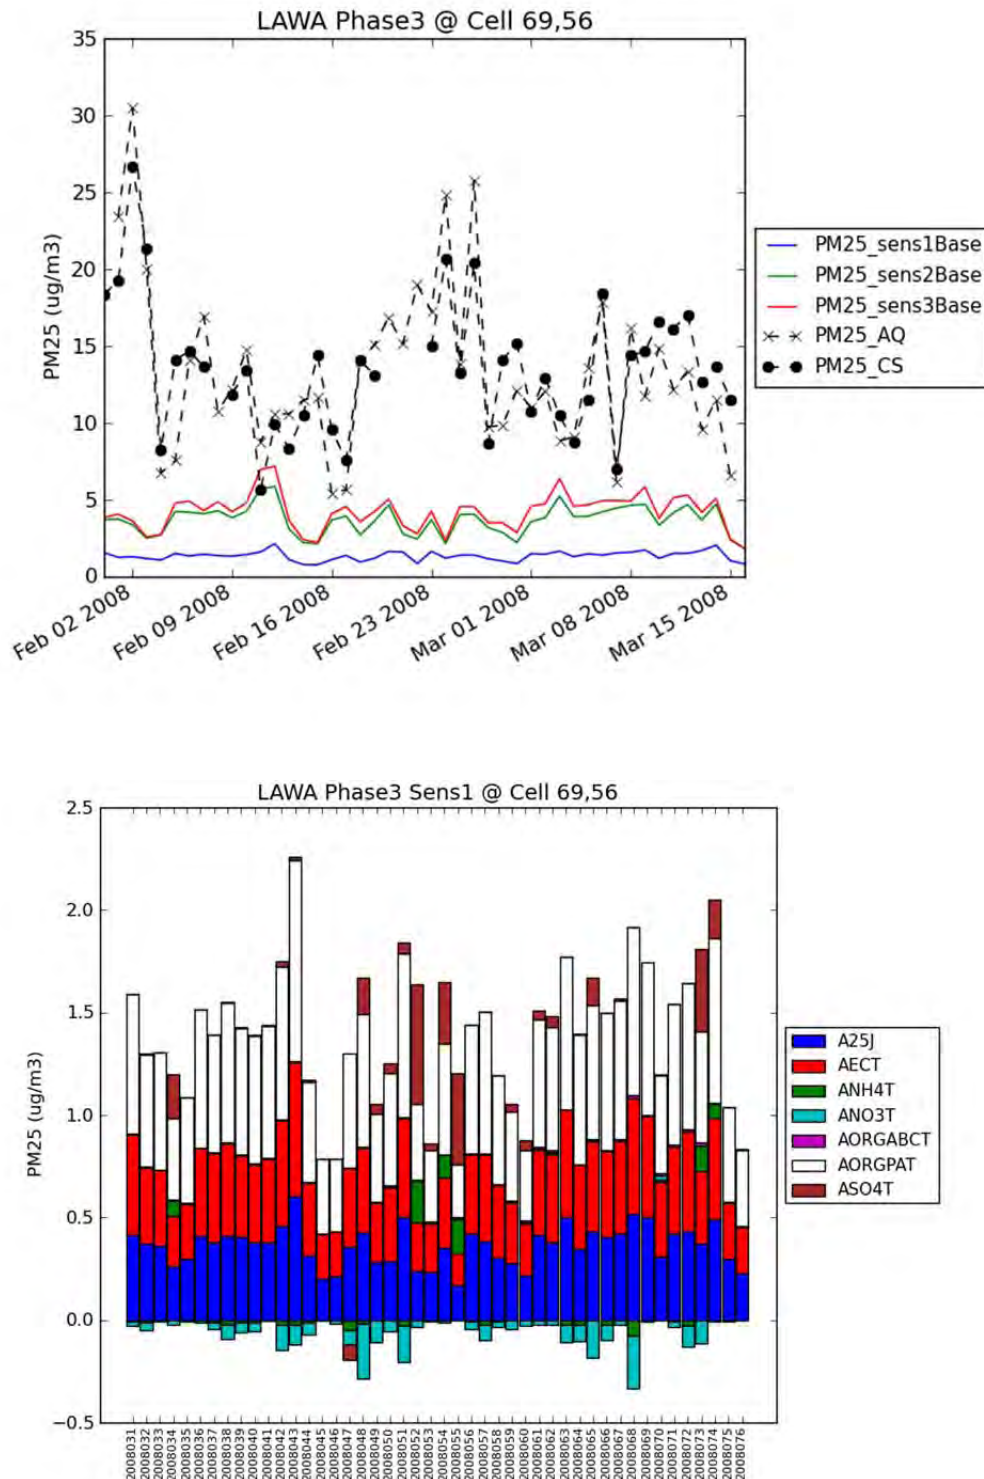 LAWA Phase3 @ Cell 69,56
35
30
25
20
15
10
5
0
PM25 (ug/m3)
Feb 02 2008
Feb 09 2008
Feb 16 2008
Feb 23 2008
Mar 01 2008
Mar 08 2008
Mar 15 2008
PM25_sens1Base
PM25_sens2Base
PM25_sens3Base
PM25_AQ
PM25_CS
LAWA Phase3 Sens1 @ Cell 69,56
2.5
2.0
1.5
1.0
0.5
0.0
−0.5
PM25 (ug/m3)
2008031
2008032
2008033
2008034
2008035
2008036
2008037
2008038
2008039
2008040
2008041
2008042
2008043
2008044
2008045
2008046
2008047
2008048
2008049
2008050
2008051
2008052
2008053
2008054
2008055
2008056
2008057
2008058
2008059
2008060
2008061
2008062
2008063
2008064
2008065
2008066
2008067
2008068
2008069
2008070
2008071
2008072
2008073
2008074
2008075
2008076
A25J
AECT
ANH4T
ANO3T
AORGABCT
AORGPAT
ASO4T